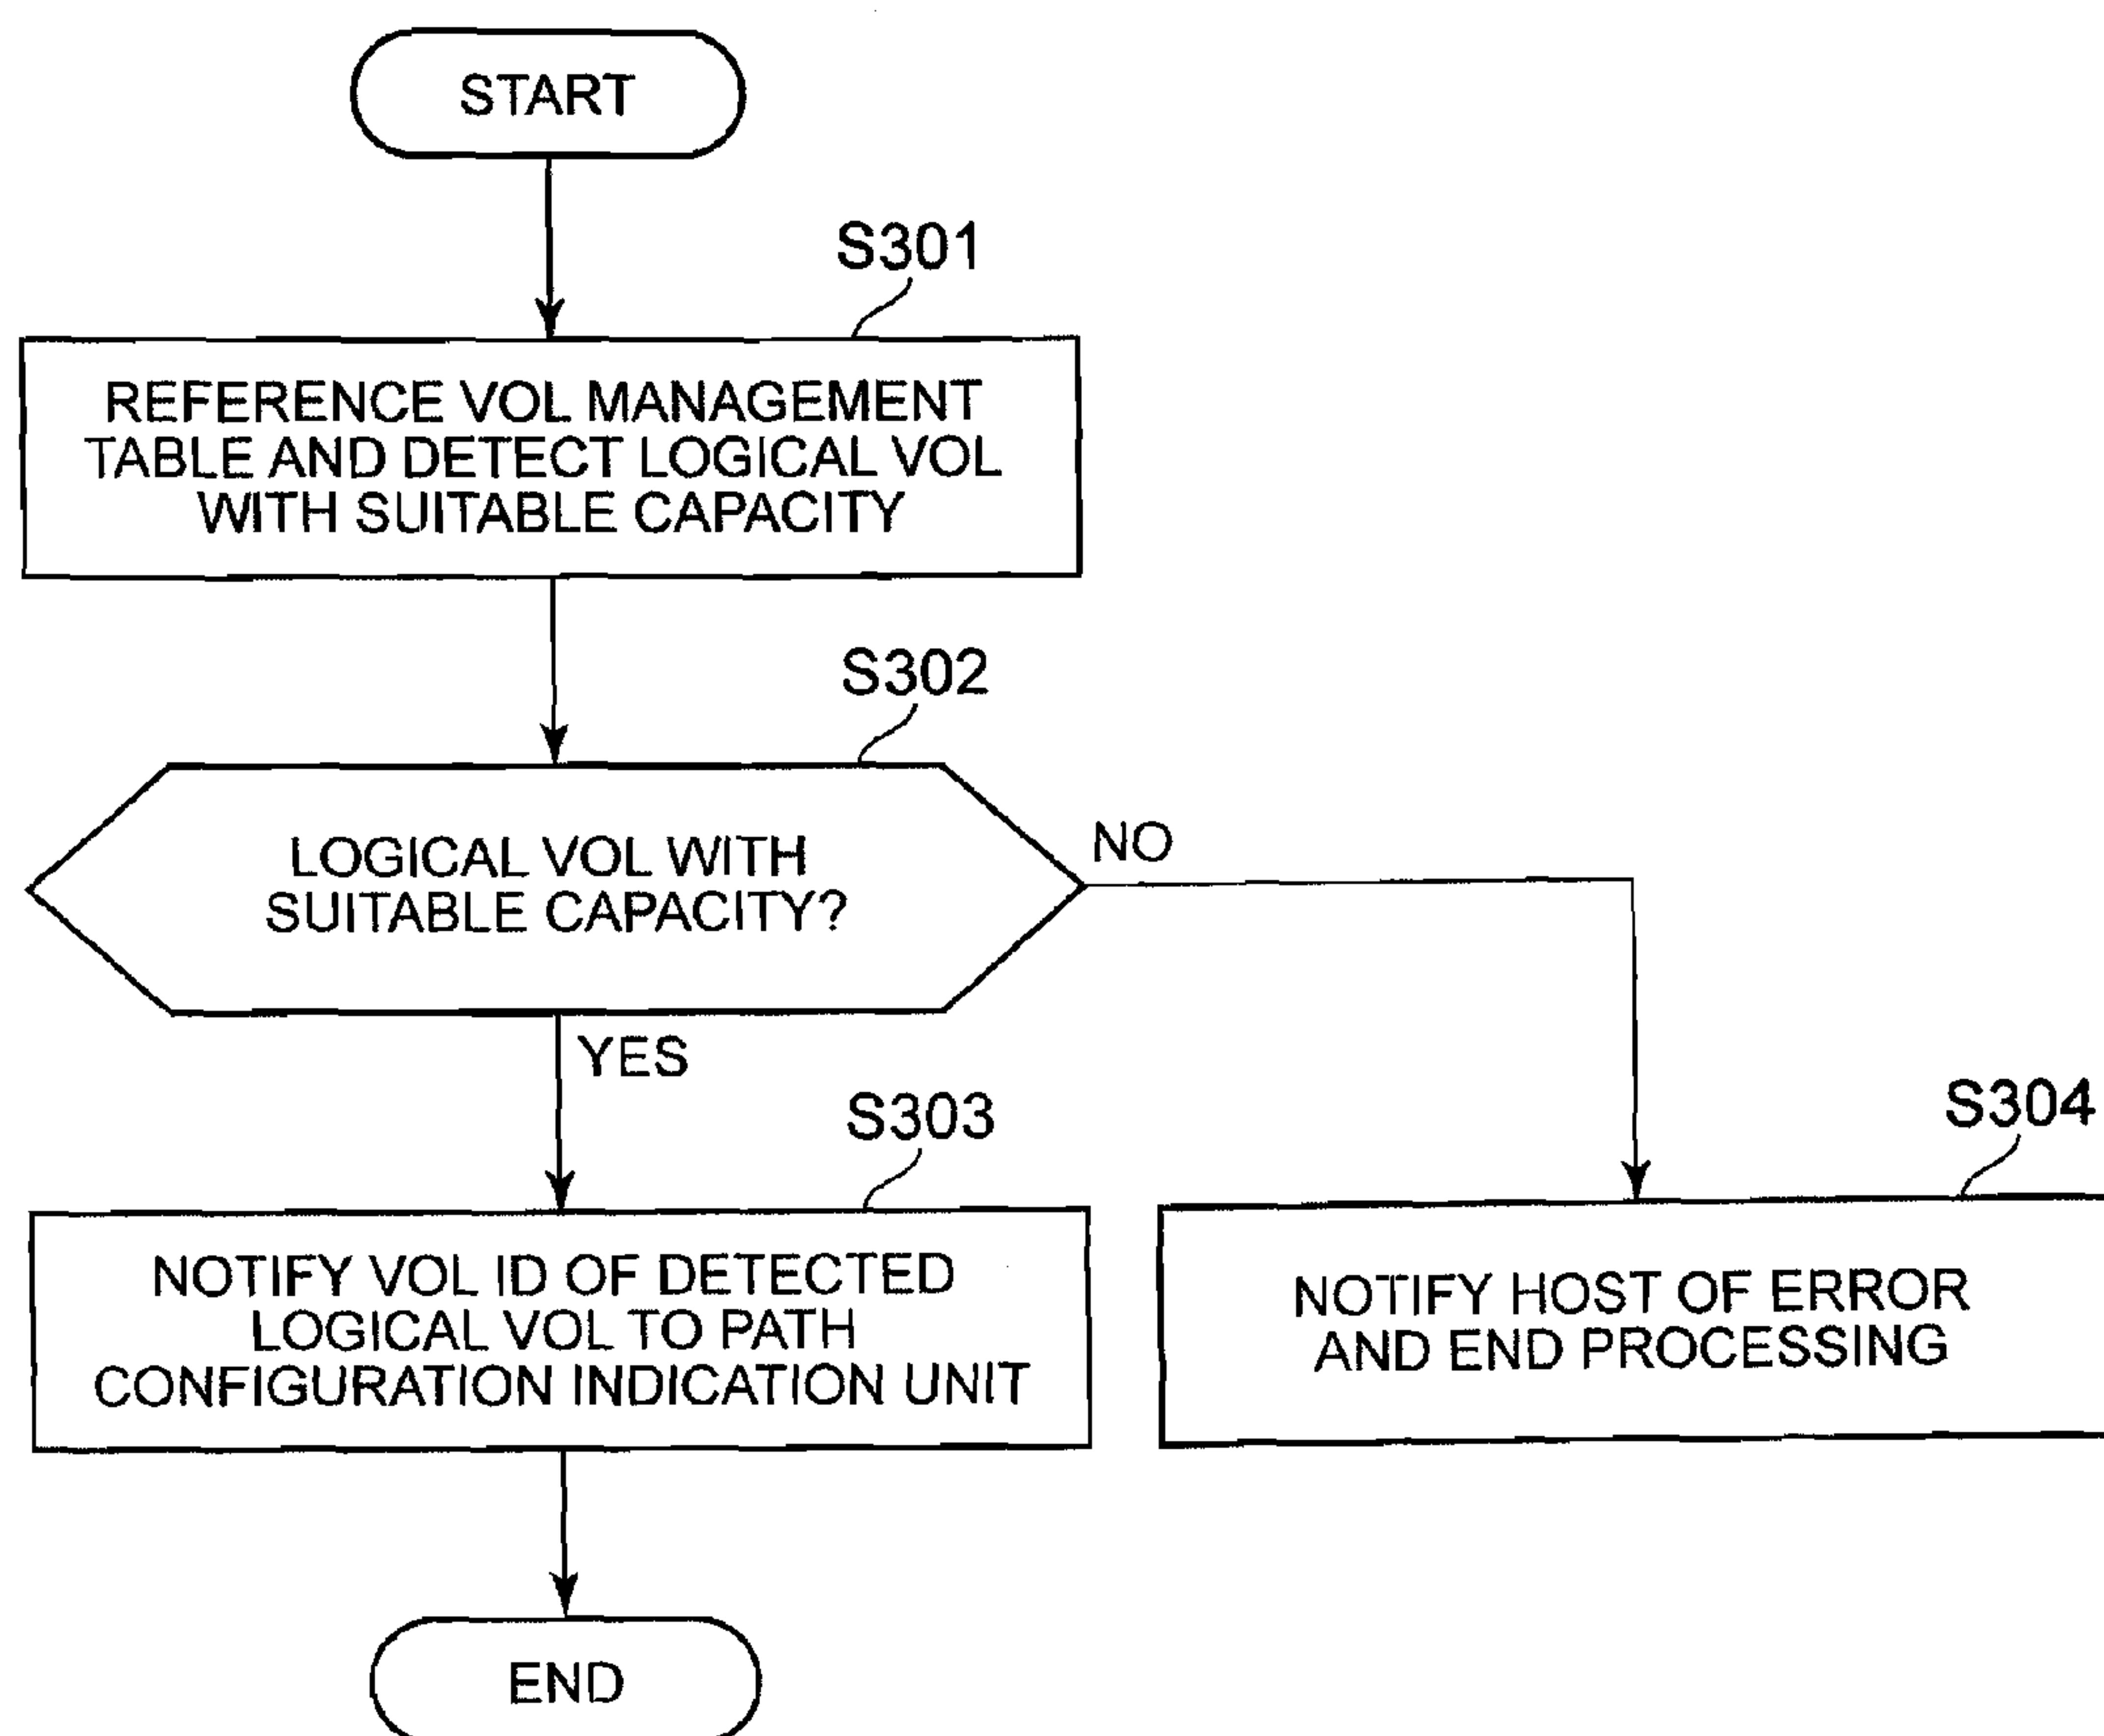 START
S301
REFERENCE VOL MANAGEMENT
TABLE AND DETECT LOGICAL VOL
WITH SUITABLE CAPACITY
S302
LOGICAL VOL WITH
SUITABLE CAPACITY?
NO
YES
S303
NOTIFY VOL ID OF DETECTED
LOGICAL VOL TO PATH
CONFIGURATION INDICATION UNIT
S304
NOTIFY HOST OF ERROR
AND END PROCESSING
END